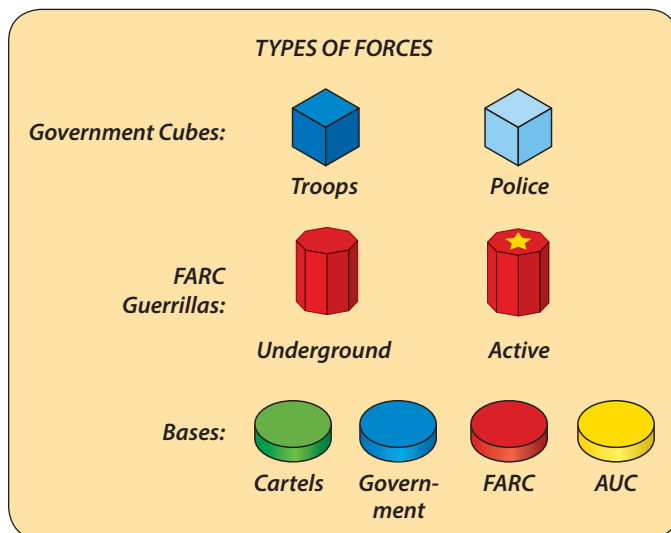 TYPES OF FORCES
Government Cubes:
Troops
Police
FARC
Guerrillas:
Underground
Active
Bases:
Cartels
Govern-
ment
FARC
AUC